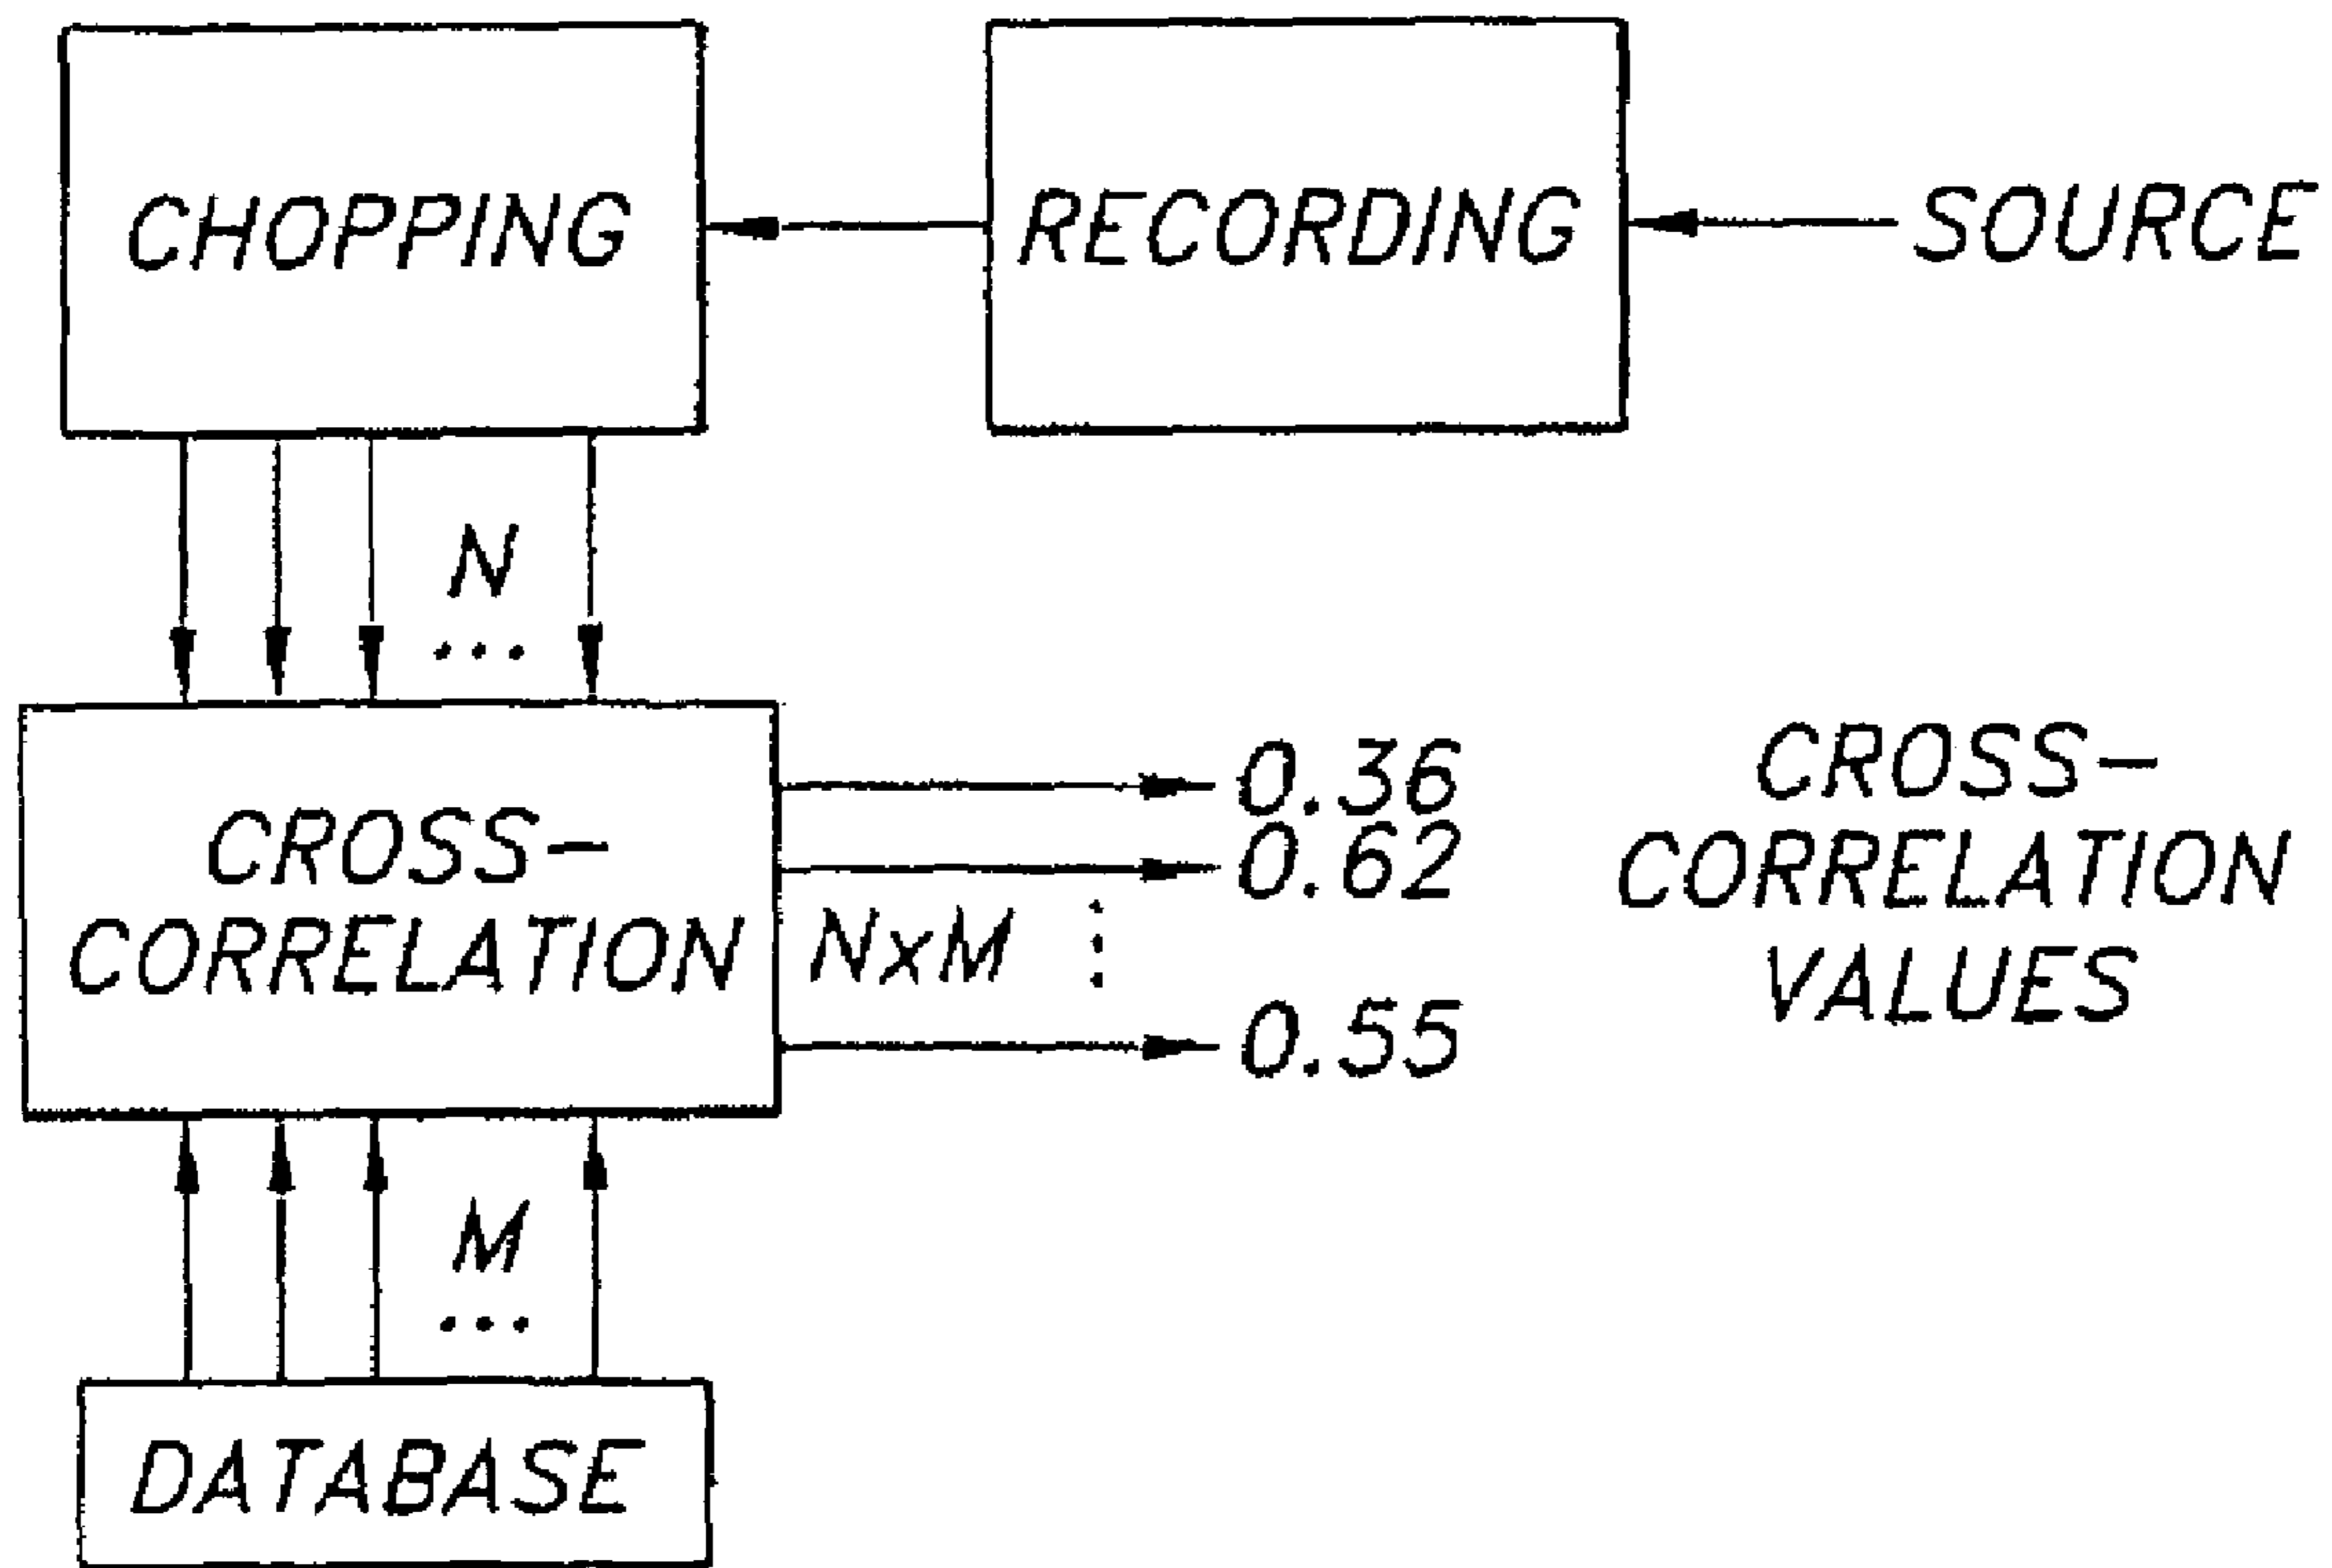 CHOPPING
RECORDING
SOURCE
N
...
CROSS-
CORRELATION
0.36
0.62
NxM
0.55
CROSS-
CORRELATION
VALUES
M
...
DATABASE